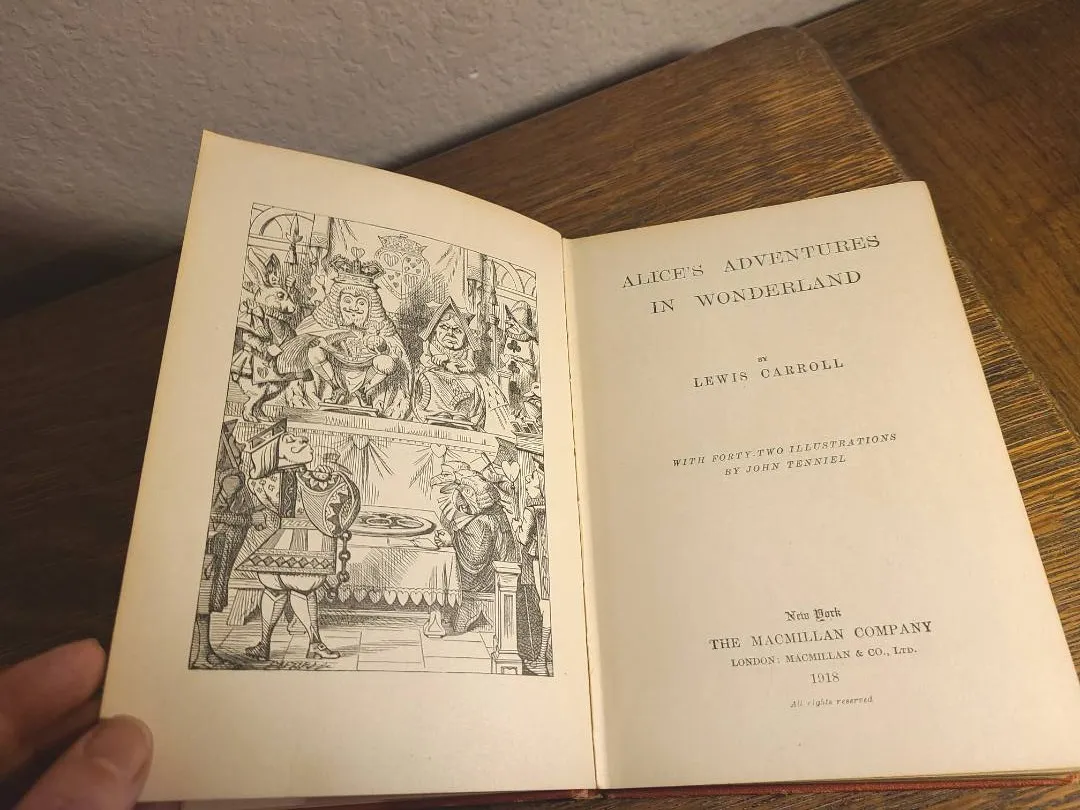 ALICE'S ADVENTURES
IN WONDERLAND
BY
LEWIS CARROLL
WITH FORTY-TWO ILLUSTRATIONS
BY JOHN TENNIEL
New York
THE MACMILLAN COMPANY
LONDON: MACMILLAN & CO., LTD.
1918
All rights reserved